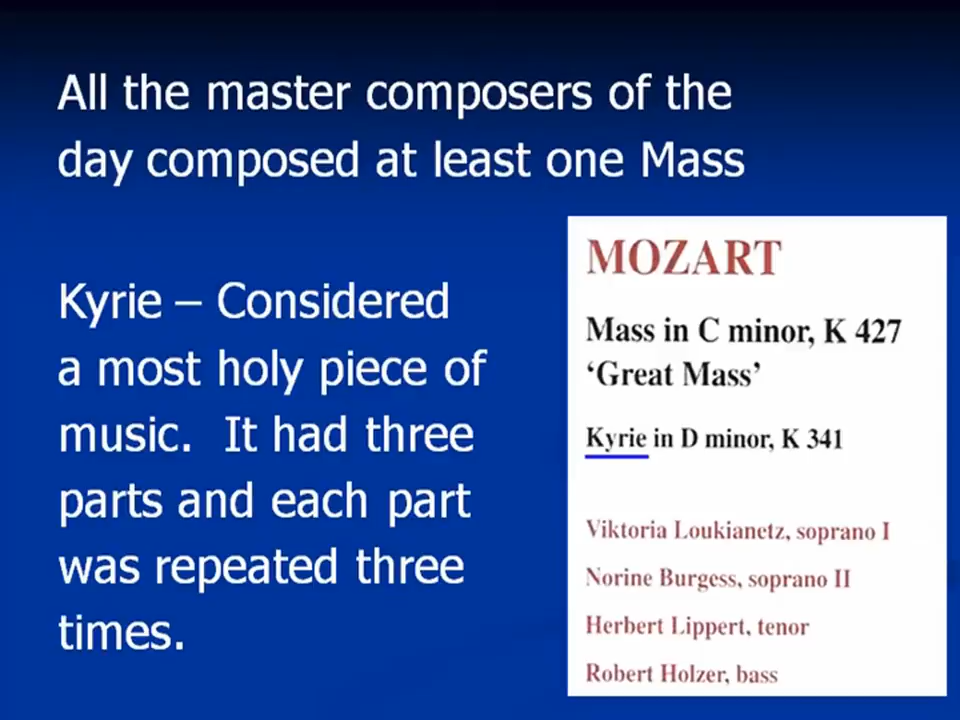 All the master composers of the
day composed at least one Mass
Kyrie – Considered
a most holy piece of
music.  It had three
parts and each part
was repeated three
times.
MOZART
Mass in C minor, K 427
‘Great Mass’
Kyrie in D minor, K 341
Viktoria Loukianetz, soprano I
Norine Burgess, soprano II
Herbert Lippert, tenor
Robert Holzer, bass